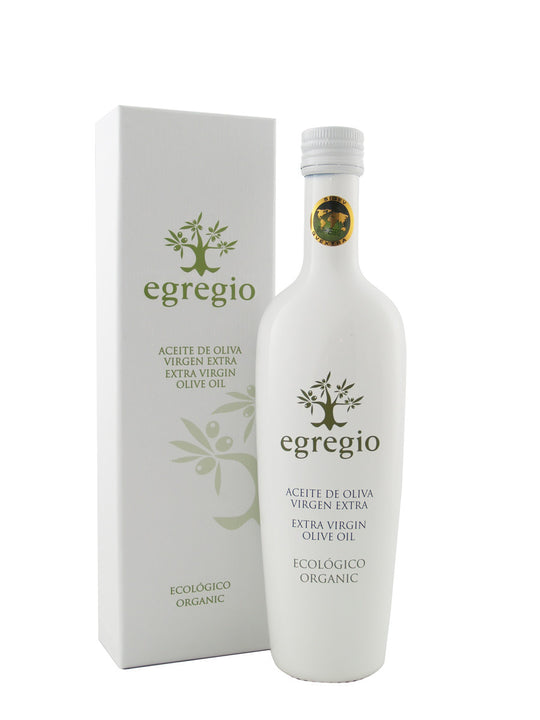 egregio
ACEITE DE OLIVA
VIRGEN EXTRA
EXTRA VIRGIN
OLIVE OIL
ECOLÓGICO
ORGANIC
egregio
ACEITE DE OLIVA
VIRGEN EXTRA
EXTRA VIRGIN
OLIVE OIL
ECOLÓGICO
ORGANIC